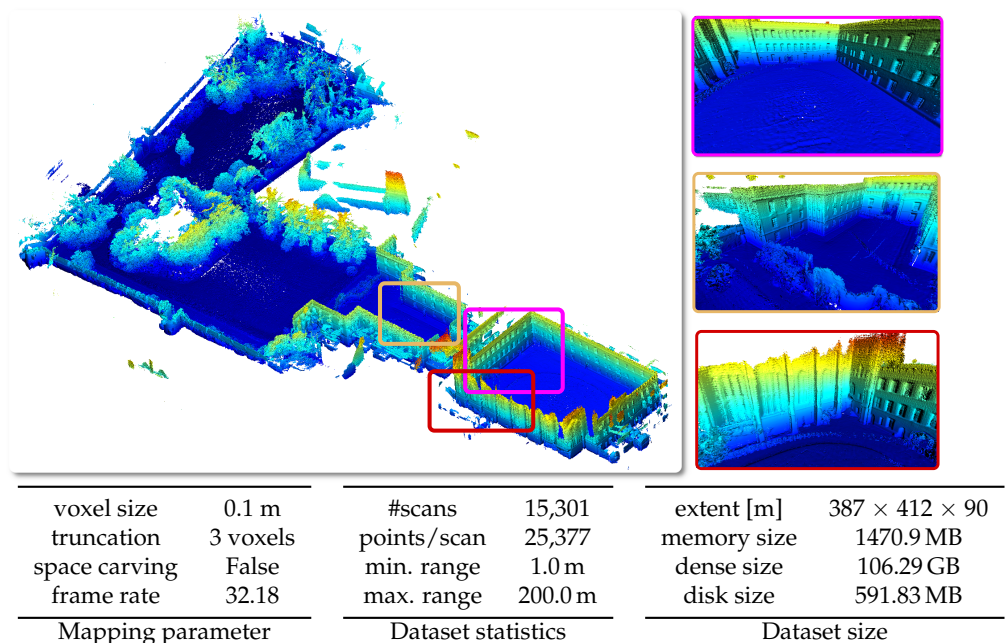 voxel size 0.1 m
truncation 3 voxels
space carving False
frame rate 32.18
Mapping parameter
#scans 15,301
points/scan 25,377
min. range 1.0 m
max. range 200.0 m
Dataset statistics
extent [m] 387 × 412 × 90
memory size 1470.9 MB
dense size 106.29 GB
disk size 591.83 MB
Dataset size